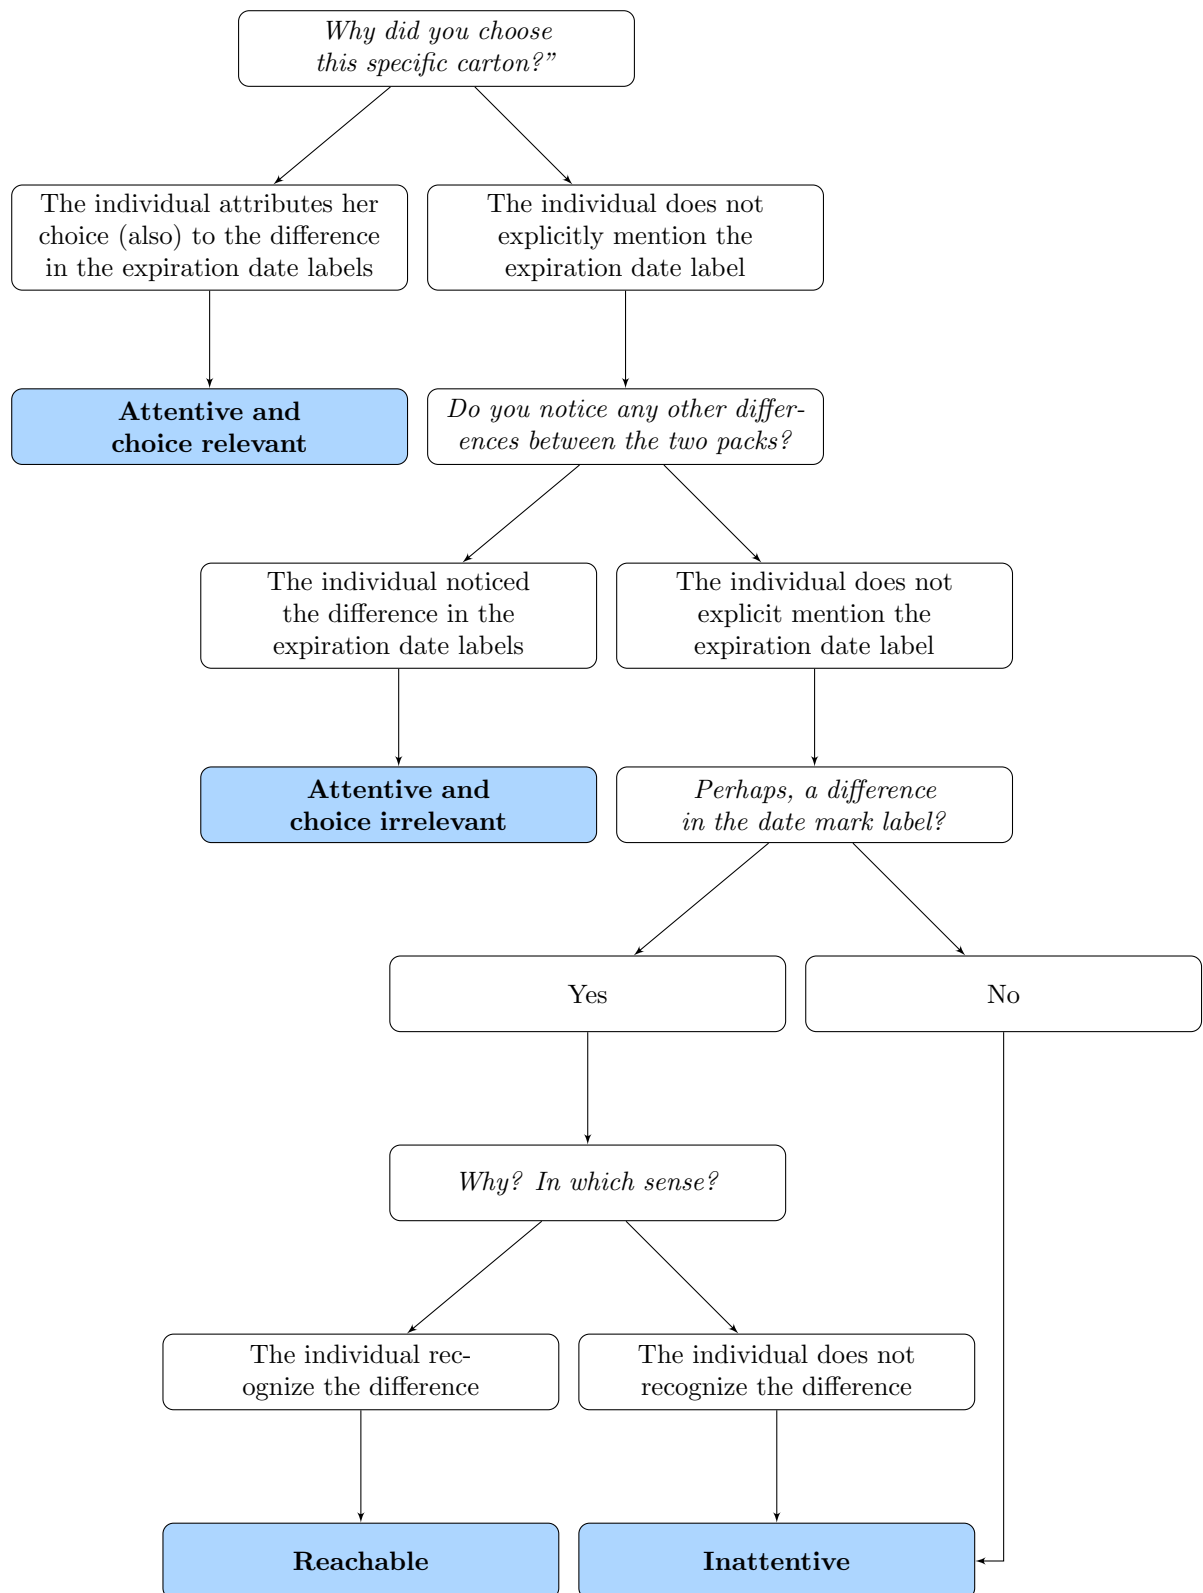 Why did you choose
this specific carton?”
The individual attributes her
choice (also) to the difference
in the expiration date labels
The individual does not
explicitly mention the
expiration date label
Attentive and
choice relevant
Do you notice any other differ-
ences between the two packs?
The individual noticed
the difference in the
expiration date labels
The individual does not
explicit mention the
expiration date label
Attentive and
choice irrelevant
Perhaps, a difference
in the date mark label?
Yes
No
Why? In which sense?
The individual rec-
ognize the difference
The individual does not
recognize the difference
Reachable
Inattentive